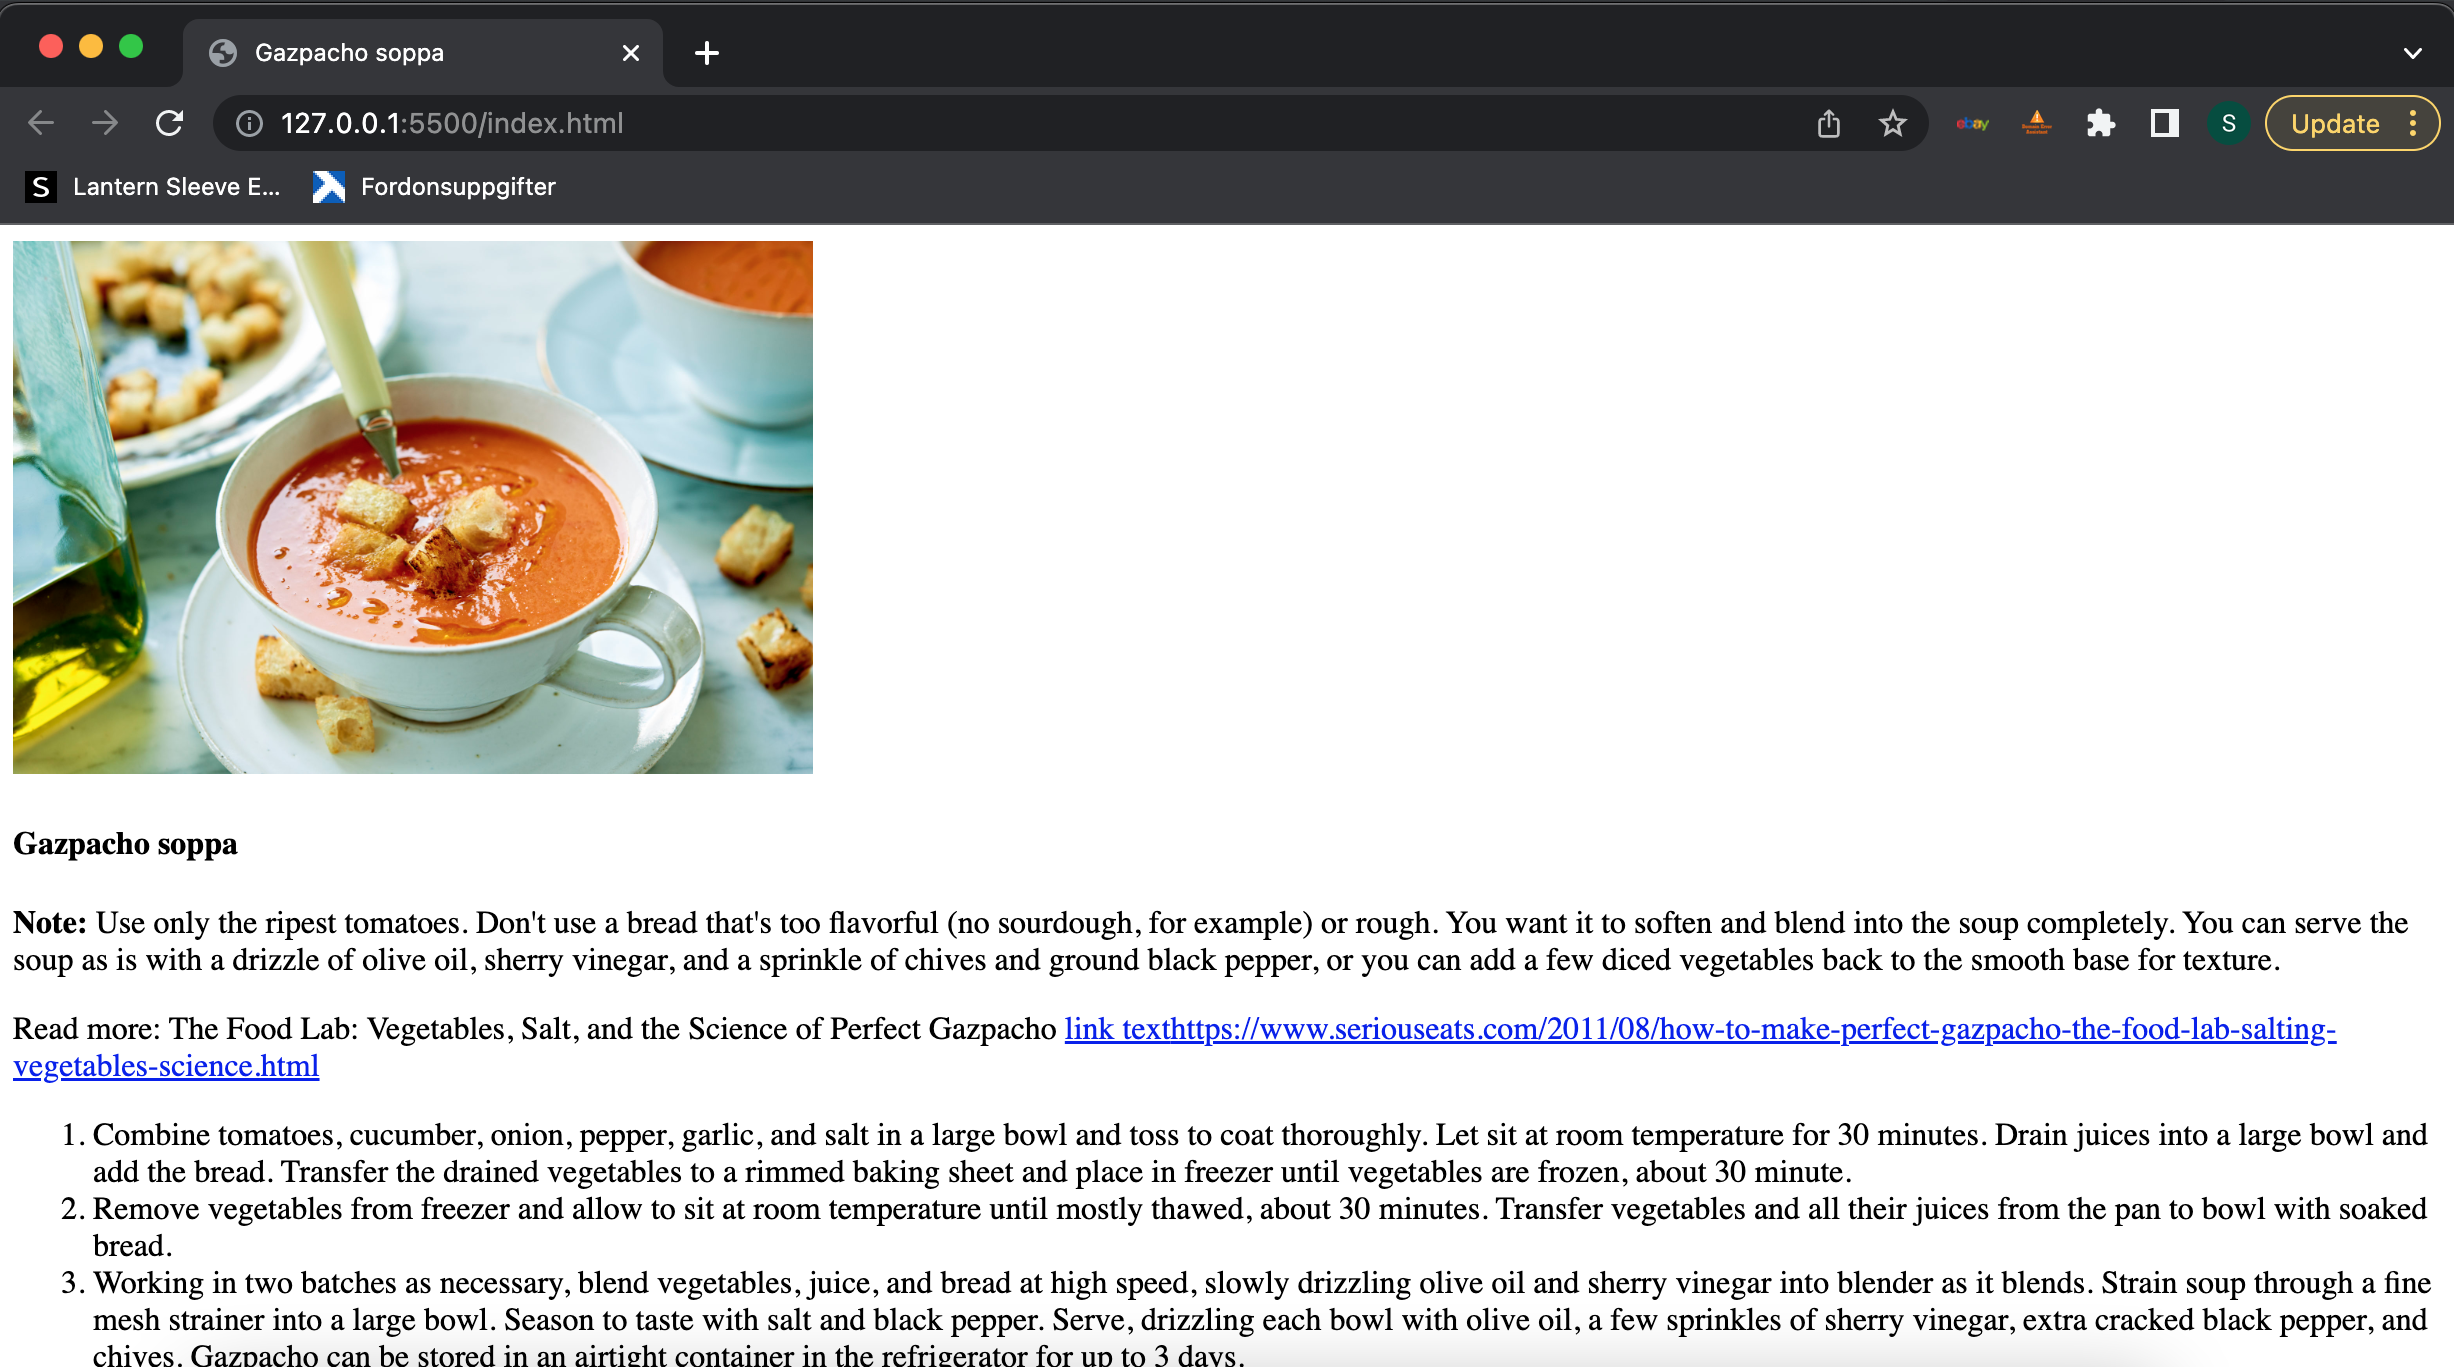 Gazpacho soppa
127.0.0.1:5500/index.html
ebay
S
Update
S Lantern Sleeve E...
Fordonsuppgifter
Gazpacho soppa
Note: Use only the ripest tomatoes. Don't use a bread that's too flavorful (no sourdough, for example) or rough. You want it to soften and blend into the soup completely. You can serve the
soup as is with a drizzle of olive oil, sherry vinegar, and a sprinkle of chives and ground black pepper, or you can add a few diced vegetables back to the smooth base for texture.
Read more: The Food Lab: Vegetables, Salt, and the Science of Perfect Gazpacho link texthttps://www.seriouseats.com/2011/08/how-to-make-perfect-gazpacho-the-food-lab-salting-
vegetables-science.html
1. Combine tomatoes, cucumber, onion, pepper, garlic, and salt in a large bowl and toss to coat thoroughly. Let sit at room temperature for 30 minutes. Drain juices into a large bowl and
add the bread. Transfer the drained vegetables to a rimmed baking sheet and place in freezer until vegetables are frozen, about 30 minute.
2. Remove vegetables from freezer and allow to sit at room temperature until mostly thawed, about 30 minutes. Transfer vegetables and all their juices from the pan to bowl with soaked
bread.
3. Working in two batches as necessary, blend vegetables, juice, and bread at high speed, slowly drizzling olive oil and sherry vinegar into blender as it blends. Strain soup through a fine
mesh strainer into a large bowl. Season to taste with salt and black pepper. Serve, drizzling each bowl with olive oil, a few sprinkles of sherry vinegar, extra cracked black pepper, and
chives. Gazpacho can be stored in an airtight container in the refrigerator for up to 3 days.